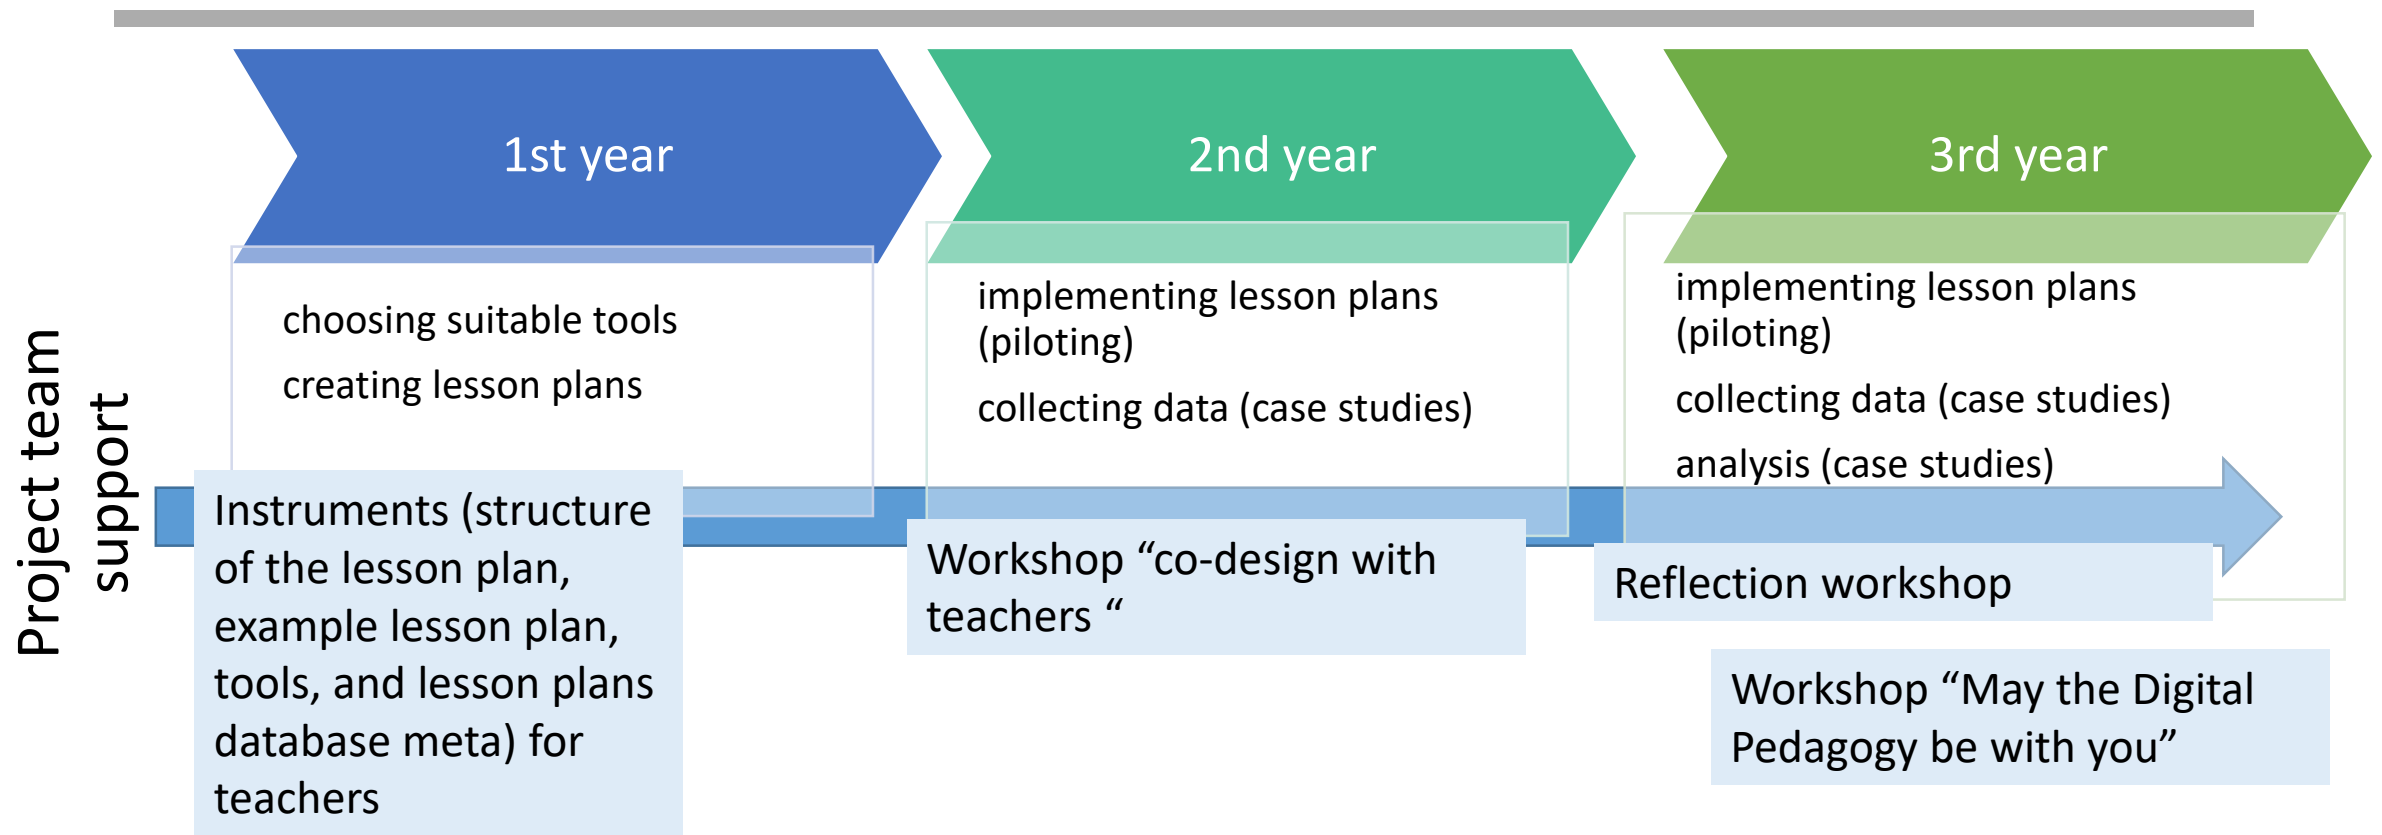 1st year
2nd year
3rd year
choosing suitable tools
creating lesson plans
implementing lesson plans
(piloting)
collecting data (case studies)
implementing lesson plans
(piloting)
collecting data (case studies)
analysis (case studies)
Project team
support
Instruments (structure
of the lesson plan,
example lesson plan,
tools, and lesson plans
database meta) for
teachers
Workshop “co-design with
teachers “
Reflection workshop
Workshop “May the Digital
Pedagogy be with you”